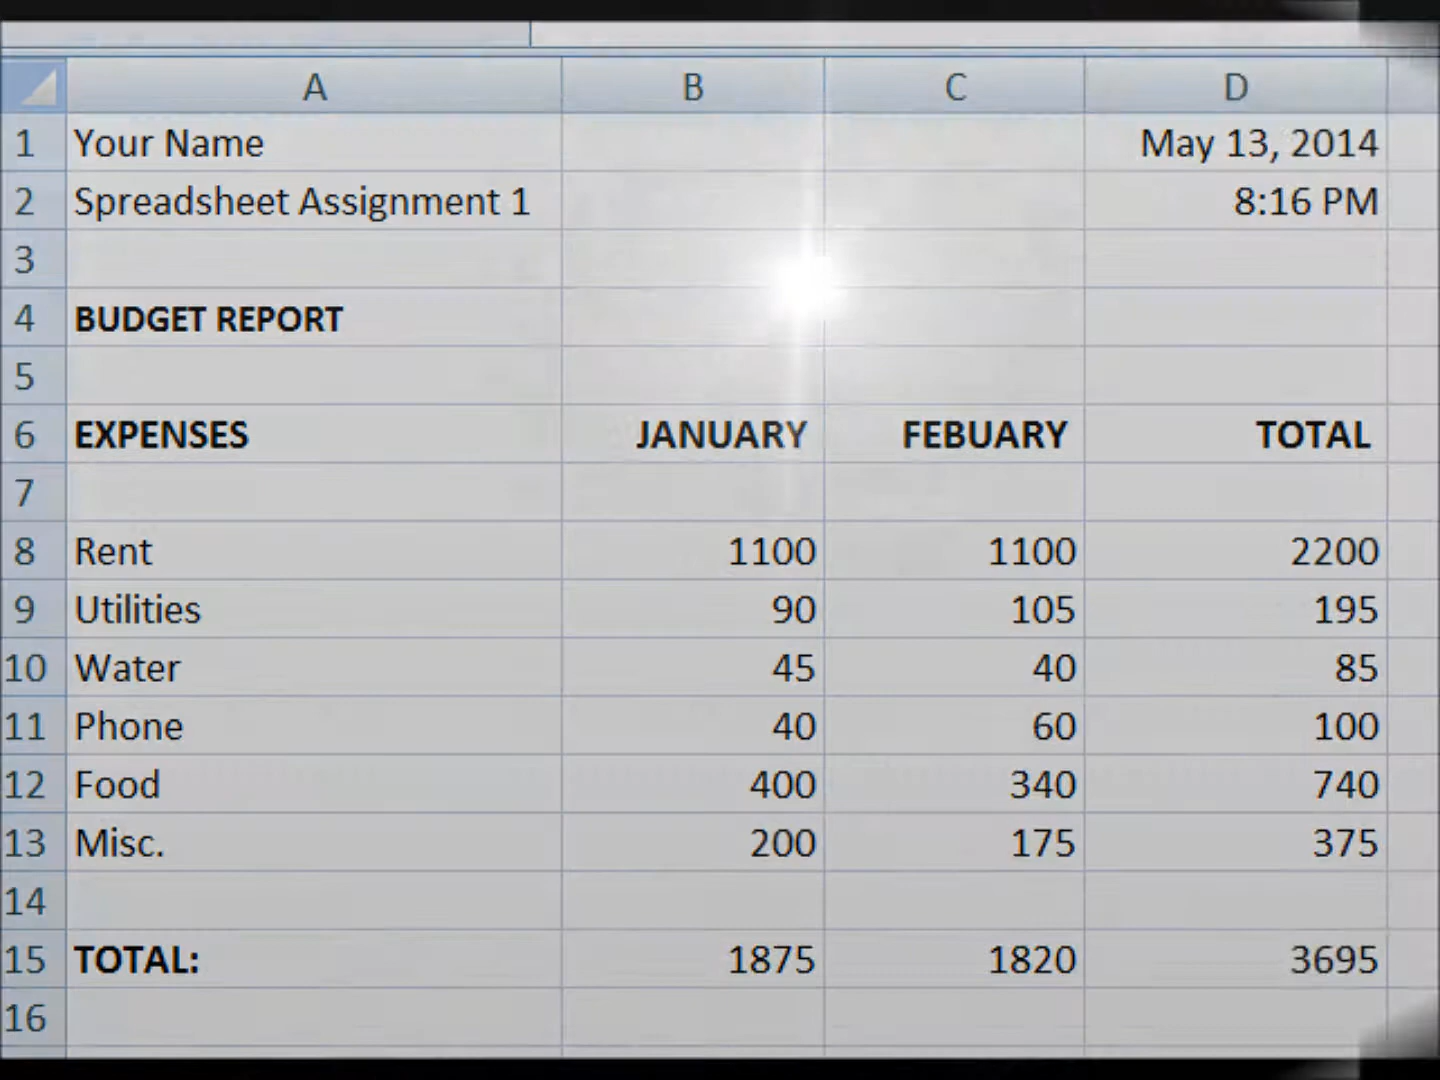 A B C D
1 Your Name May 13, 2014
2 Spreadsheet Assignment 1 8:16 PM
3
4 BUDGET REPORT
5
6 EXPENSES JANUARY FEBUARY TOTAL
7
8 Rent 1100 1100 2200
9 Utilities 90 105 195
10 Water 45 40 85
11 Phone 40 60 100
12 Food 400 340 740
13 Misc. 200 175 375
14
15 TOTAL: 1875 1820 3695
16